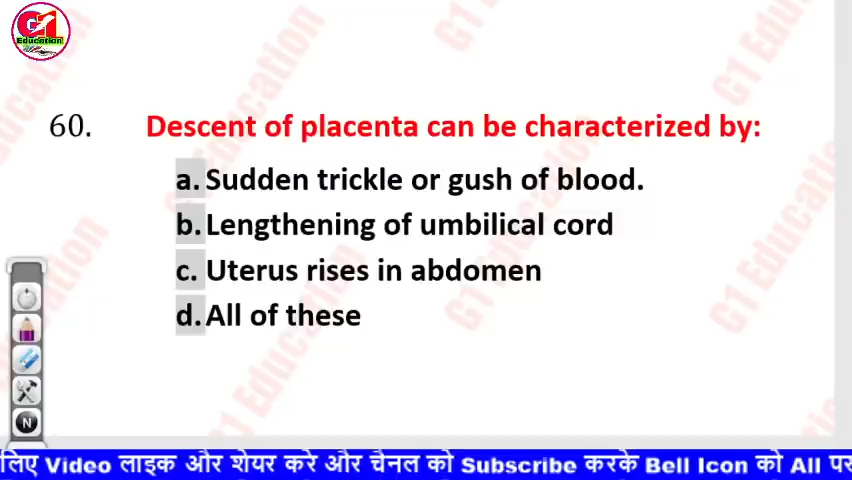 G1
Education
60. Descent of placenta can be characterized by:
a. Sudden trickle or gush of blood.
b. Lengthening of umbilical cord
c. Uterus rises in abdomen
d. All of these
N
लिए Video लाइक और शेयर करे और चैनल को Subscribe करके Bell Icon को All पर